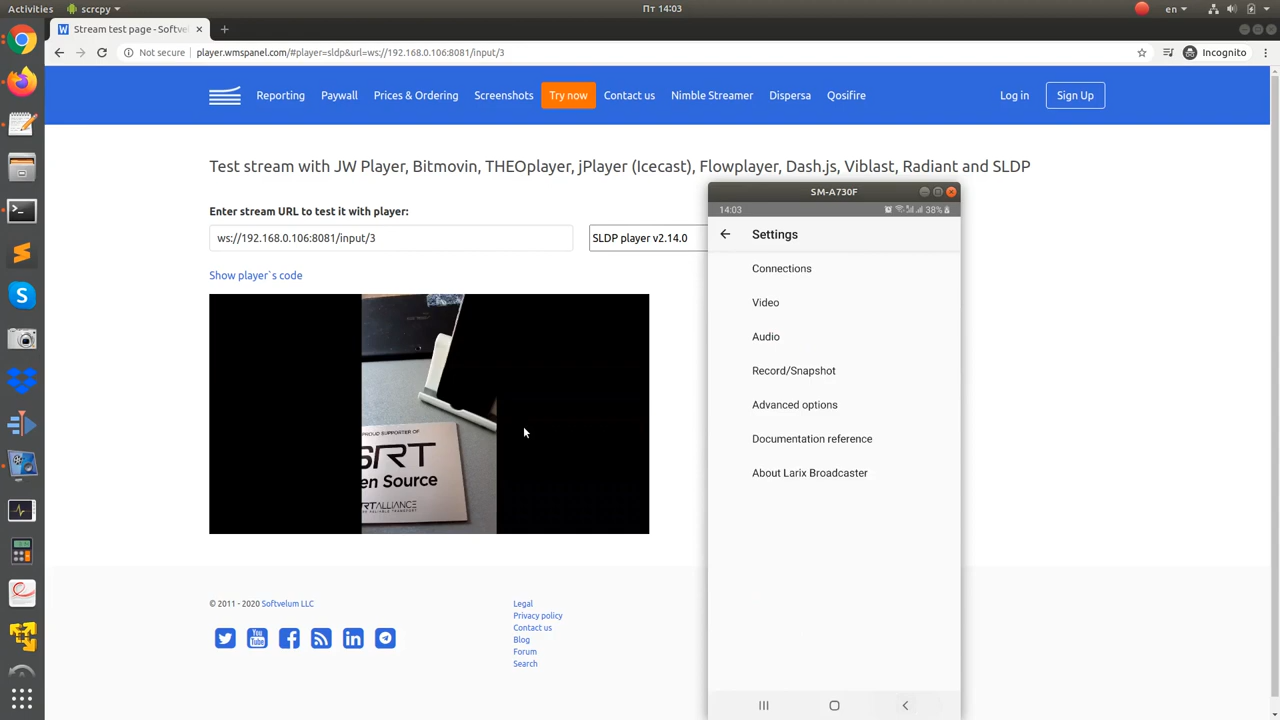 Activities
scrcpy
Пт 14:03
en
Stream test page - Softvel
Not secure
player.wmspanel.com/#player=sldp&url=ws://192.168.0.106:8081/input/3
Incognito
Reporting
Paywall
Prices & Ordering
Screenshots
Try now
Contact us
Nimble Streamer
Dispersa
Qosifire
Log in
Sign Up
Test stream with JW Player, Bitmovin, THEOplayer, jPlayer (Icecast), Flowplayer, Dash.js, Viblast, Radiant and SLDP
Enter stream URL to test it with player:
ws://192.168.0.106:8081/input/3
SLDP player v2.14.0
Show player`s code
PROUD SUPPORTER OF
SRT
en Source
RTALLIANCE
© 2011 - 2020 Softvelum LLC
Legal
Privacy policy
Contact us
Blog
Forum
Search
SM-A730F
14:03
38%
Settings
Connections
Video
Audio
Record/Snapshot
Advanced options
Documentation reference
About Larix Broadcaster